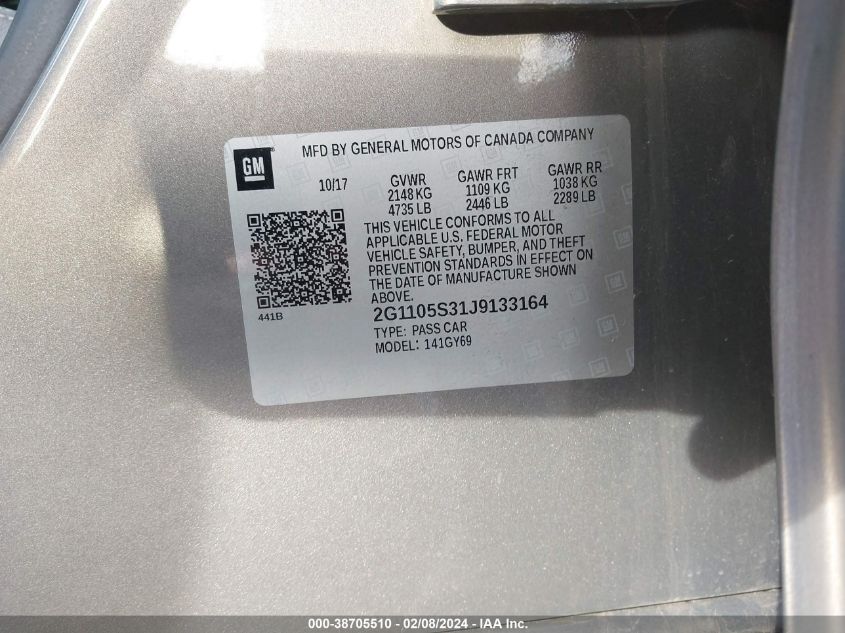 MFD BY GENERAL MOTORS OF CANADA COMPANY
GM
10/17 GVWR GAWR FRT GAWR RR
2148 KG 1109 KG 1038 KG
4735 LB 2446 LB 2289 LB
THIS VEHICLE CONFORMS TO ALL
APPLICABLE U.S. FEDERAL MOTOR
VEHICLE SAFETY, BUMPER, AND THEFT
PREVENTION STANDARDS IN EFFECT ON
THE DATE OF MANUFACTURE SHOWN
ABOVE.
441B
2G1105S31J9133164
TYPE: PASS CAR
MODEL: 141GY69
000-38705510 - 02/08/2024 - IAA Inc.